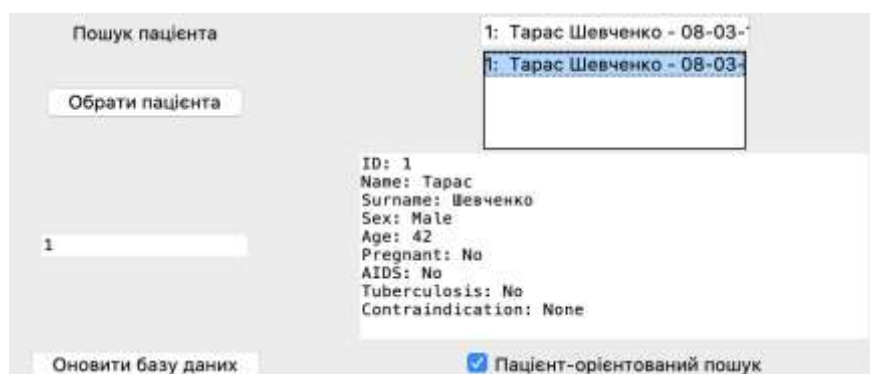 Пошук пацієнта
1: Тарас Шевченко - 08-03-
1: Тарас Шевченко - 08-03-
Обрати пацієнта
ID: 1
Name: Тарас
Surname: Шевченко
Sex: Male
Age: 42
Pregnant: No
AIDS: No
Tuberculosis: No
Contraindication: None
1
Оновити базу даних
Пацієнт-орієнтований пошук